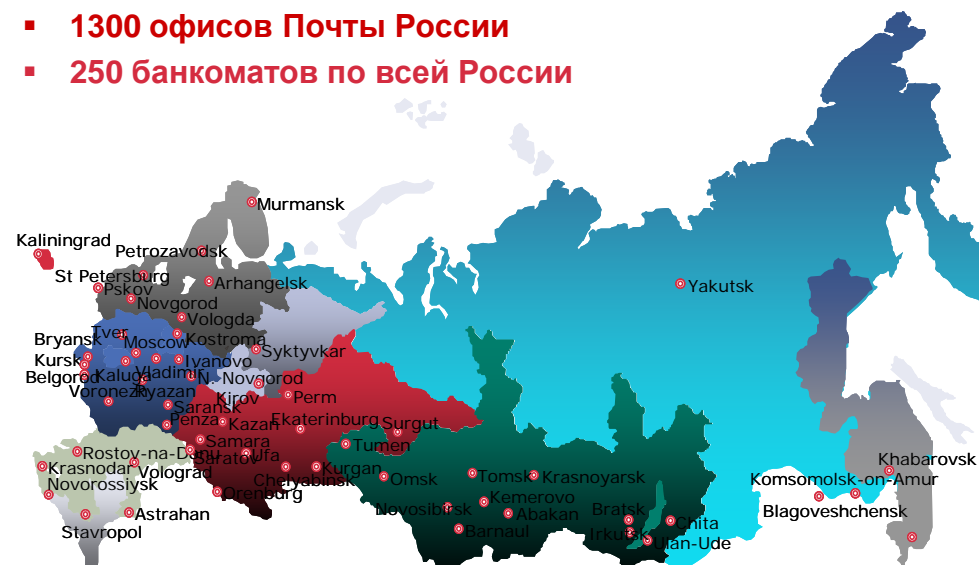 ▪ 1300 офисов Почты России
▪ 250 банкоматов по всей России
Murmansk
Kaliningrad
Petrozavodsk
St Petersburg
Pskov
Arhangelsk
Yakutsk
Novgorod
Vologda
Tver
Bryansk
Moscow
Kostroma
Syktyvkar
Kursk
Ivanovo
Belgorod
Kaluga
Vladimir
N. Novgorod
Voronezh
Ryazan
Kirov
Perm
Saransk
Penza
Kazan
Ekaterinburg
Surgut
Samara
Tumen
Rostov-na-Donu
Saratov
Ufa
Krasnodar
Volograd
Chelyabinsk
Kurgan
Omsk
Tomsk
Krasnoyarsk
Khabarovsk
Komsomolsk-on-Amur
Novorossiysk
Orenburg
Kemerovo
Novosibirsk
Abakan
Bratsk
Blagoveshchensk
Astrahan
Chita
Stavropol
Barnaul
Irkutsk
Ulan-Ude